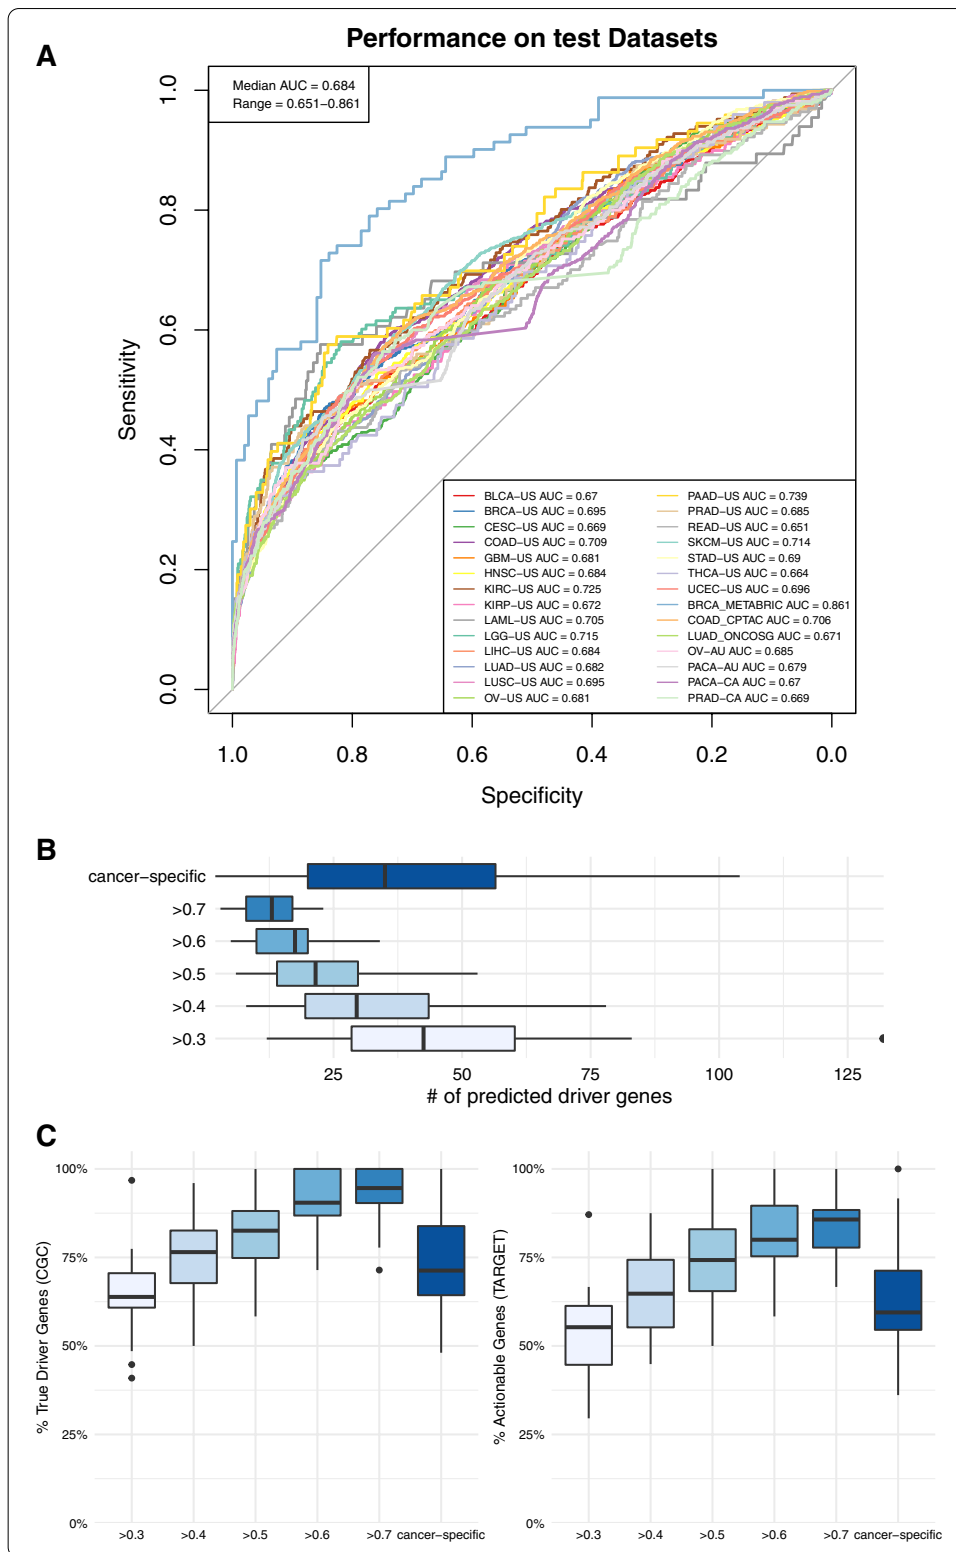 A
Performance on test Datasets
Median AUC = 0.684
Range = 0.651−0.861
Sensitivity
1.0
0.8
0.6
0.4
0.2
0.0
BLCA−US AUC = 0.67
BRCA−US AUC = 0.695
CESC−US AUC = 0.669
COAD−US AUC = 0.709
GBM−US AUC = 0.681
HNSC−US AUC = 0.684
KIRC−US AUC = 0.725
KIRP−US AUC = 0.672
LAML−US AUC = 0.705
LGG−US AUC = 0.715
LIHC−US AUC = 0.684
LUAD−US AUC = 0.682
LUSC−US AUC = 0.695
OV−US AUC = 0.681
PAAD−US AUC = 0.739
PRAD−US AUC = 0.685
READ−US AUC = 0.651
SKCM−US AUC = 0.714
STAD−US AUC = 0.69
THCA−US AUC = 0.664
UCEC−US AUC = 0.696
BRCA_METABRIC AUC = 0.861
COAD_CPTAC AUC = 0.706
LUAD_ONCOSG AUC = 0.671
OV−AU AUC = 0.685
PACA−AU AUC = 0.679
PACA−CA AUC = 0.67
PRAD−CA AUC = 0.669
1.0 0.8 0.6 0.4 0.2 0.0
Specificity
B
cancer−specific
>0.7
>0.6
>0.5
>0.4
>0.3
25 50 75 100 125
# of predicted driver genes
C
% True Driver Genes (CGC)
100%
75%
50%
25%
0%
>0.3 >0.4 >0.5 >0.6 >0.7 cancer−specific
% Actionable Genes (TARGET)
100%
75%
50%
25%
0%
>0.3 >0.4 >0.5 >0.6 >0.7 cancer−specific